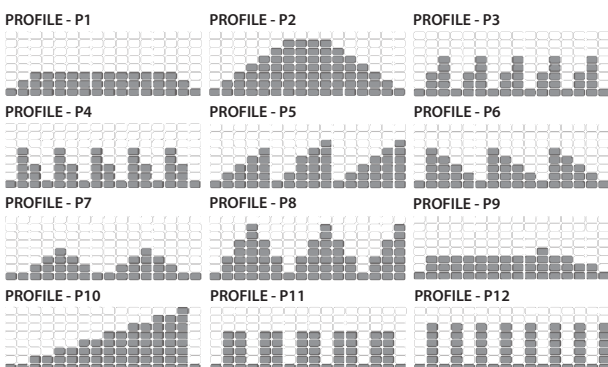 PROFILE - P1
PROFILE - P2
PROFILE - P3
PROFILE - P4
PROFILE - P5
PROFILE - P6
PROFILE - P7
PROFILE - P8
PROFILE - P9
PROFILE - P10
PROFILE - P11
PROFILE - P12